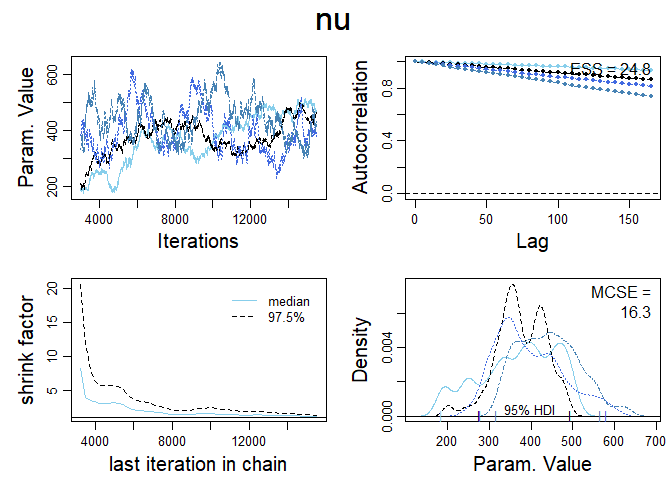 nu
Param. Value
200
400
600
4000
8000
12000
Iterations
Autocorrelation
0.0
0.4
0.8
ESS = 24.8
0
50
100
150
Lag
shrink factor
5
10
15
20
median
97.5%
4000
8000
12000
last iteration in chain
Density
0.000
0.004
MCSE =
16.3
95% HDI
200
300
400
500
600
700
Param. Value